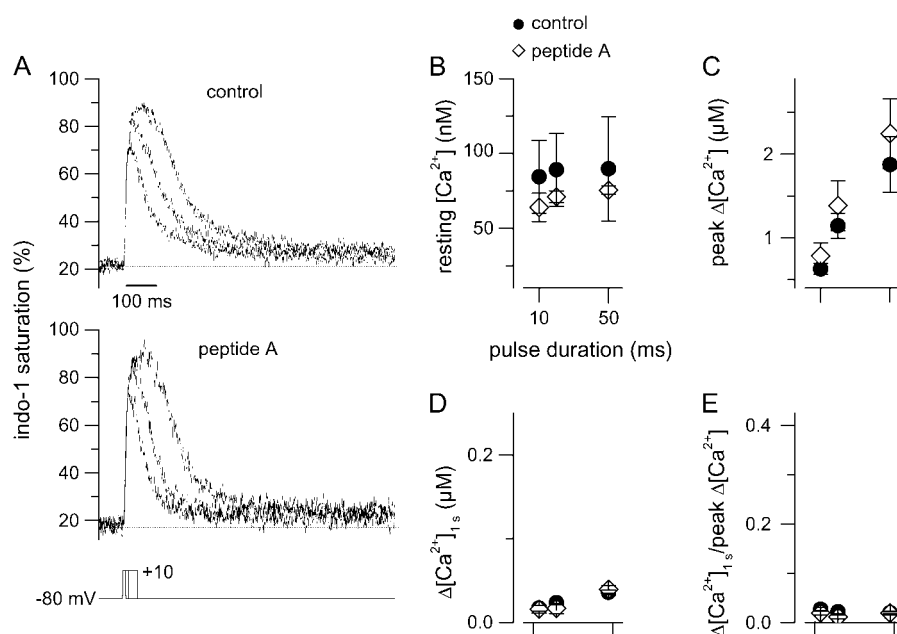 control
peptide A
A
100
80
60
40
20
control
100 ms
indo-1 saturation (%)
peptide A
100
80
60
40
20
+10
-80 mV
B
150
100
50
resting [Ca2+] (nM)
10
50
pulse duration (ms)
C
2
1
peak Δ[Ca2+] (µM)
D
0.2
0.0
Δ[Ca2+]1 s (µM)
E
0.4
0.2
0.0
Δ[Ca2+]1 s/peak Δ[Ca2+]